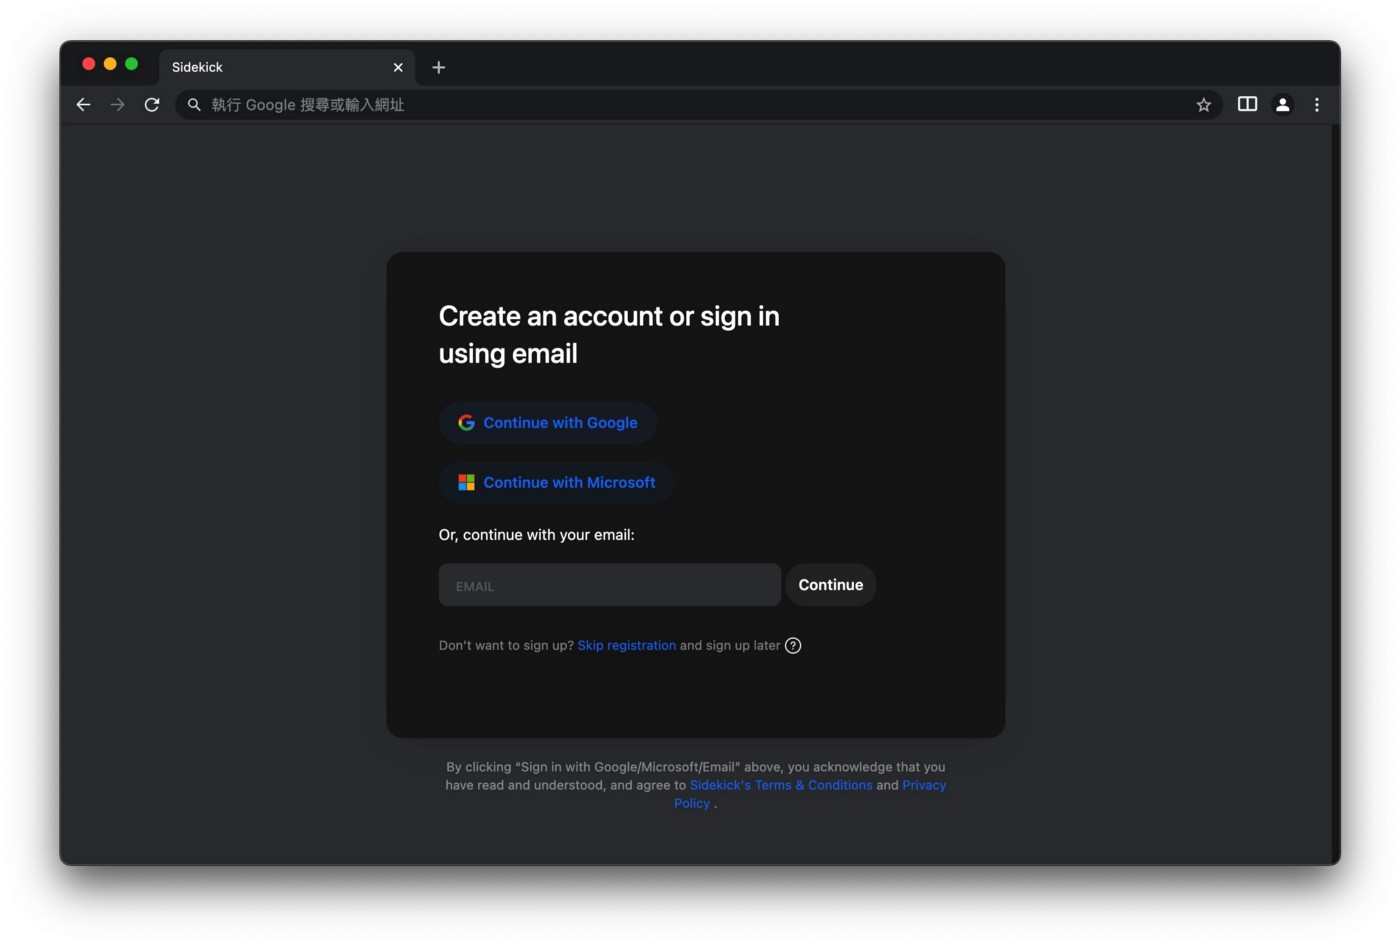 Sidekick
執行 Google 搜尋或輸入網址
Create an account or sign in
using email
Continue with Google
Continue with Microsoft
Or, continue with your email:
EMAIL
Continue
Don't want to sign up? Skip registration and sign up later ?
By clicking "Sign in with Google/Microsoft/Email" above, you acknowledge that you
have read and understood, and agree to Sidekick's Terms & Conditions and Privacy
Policy .